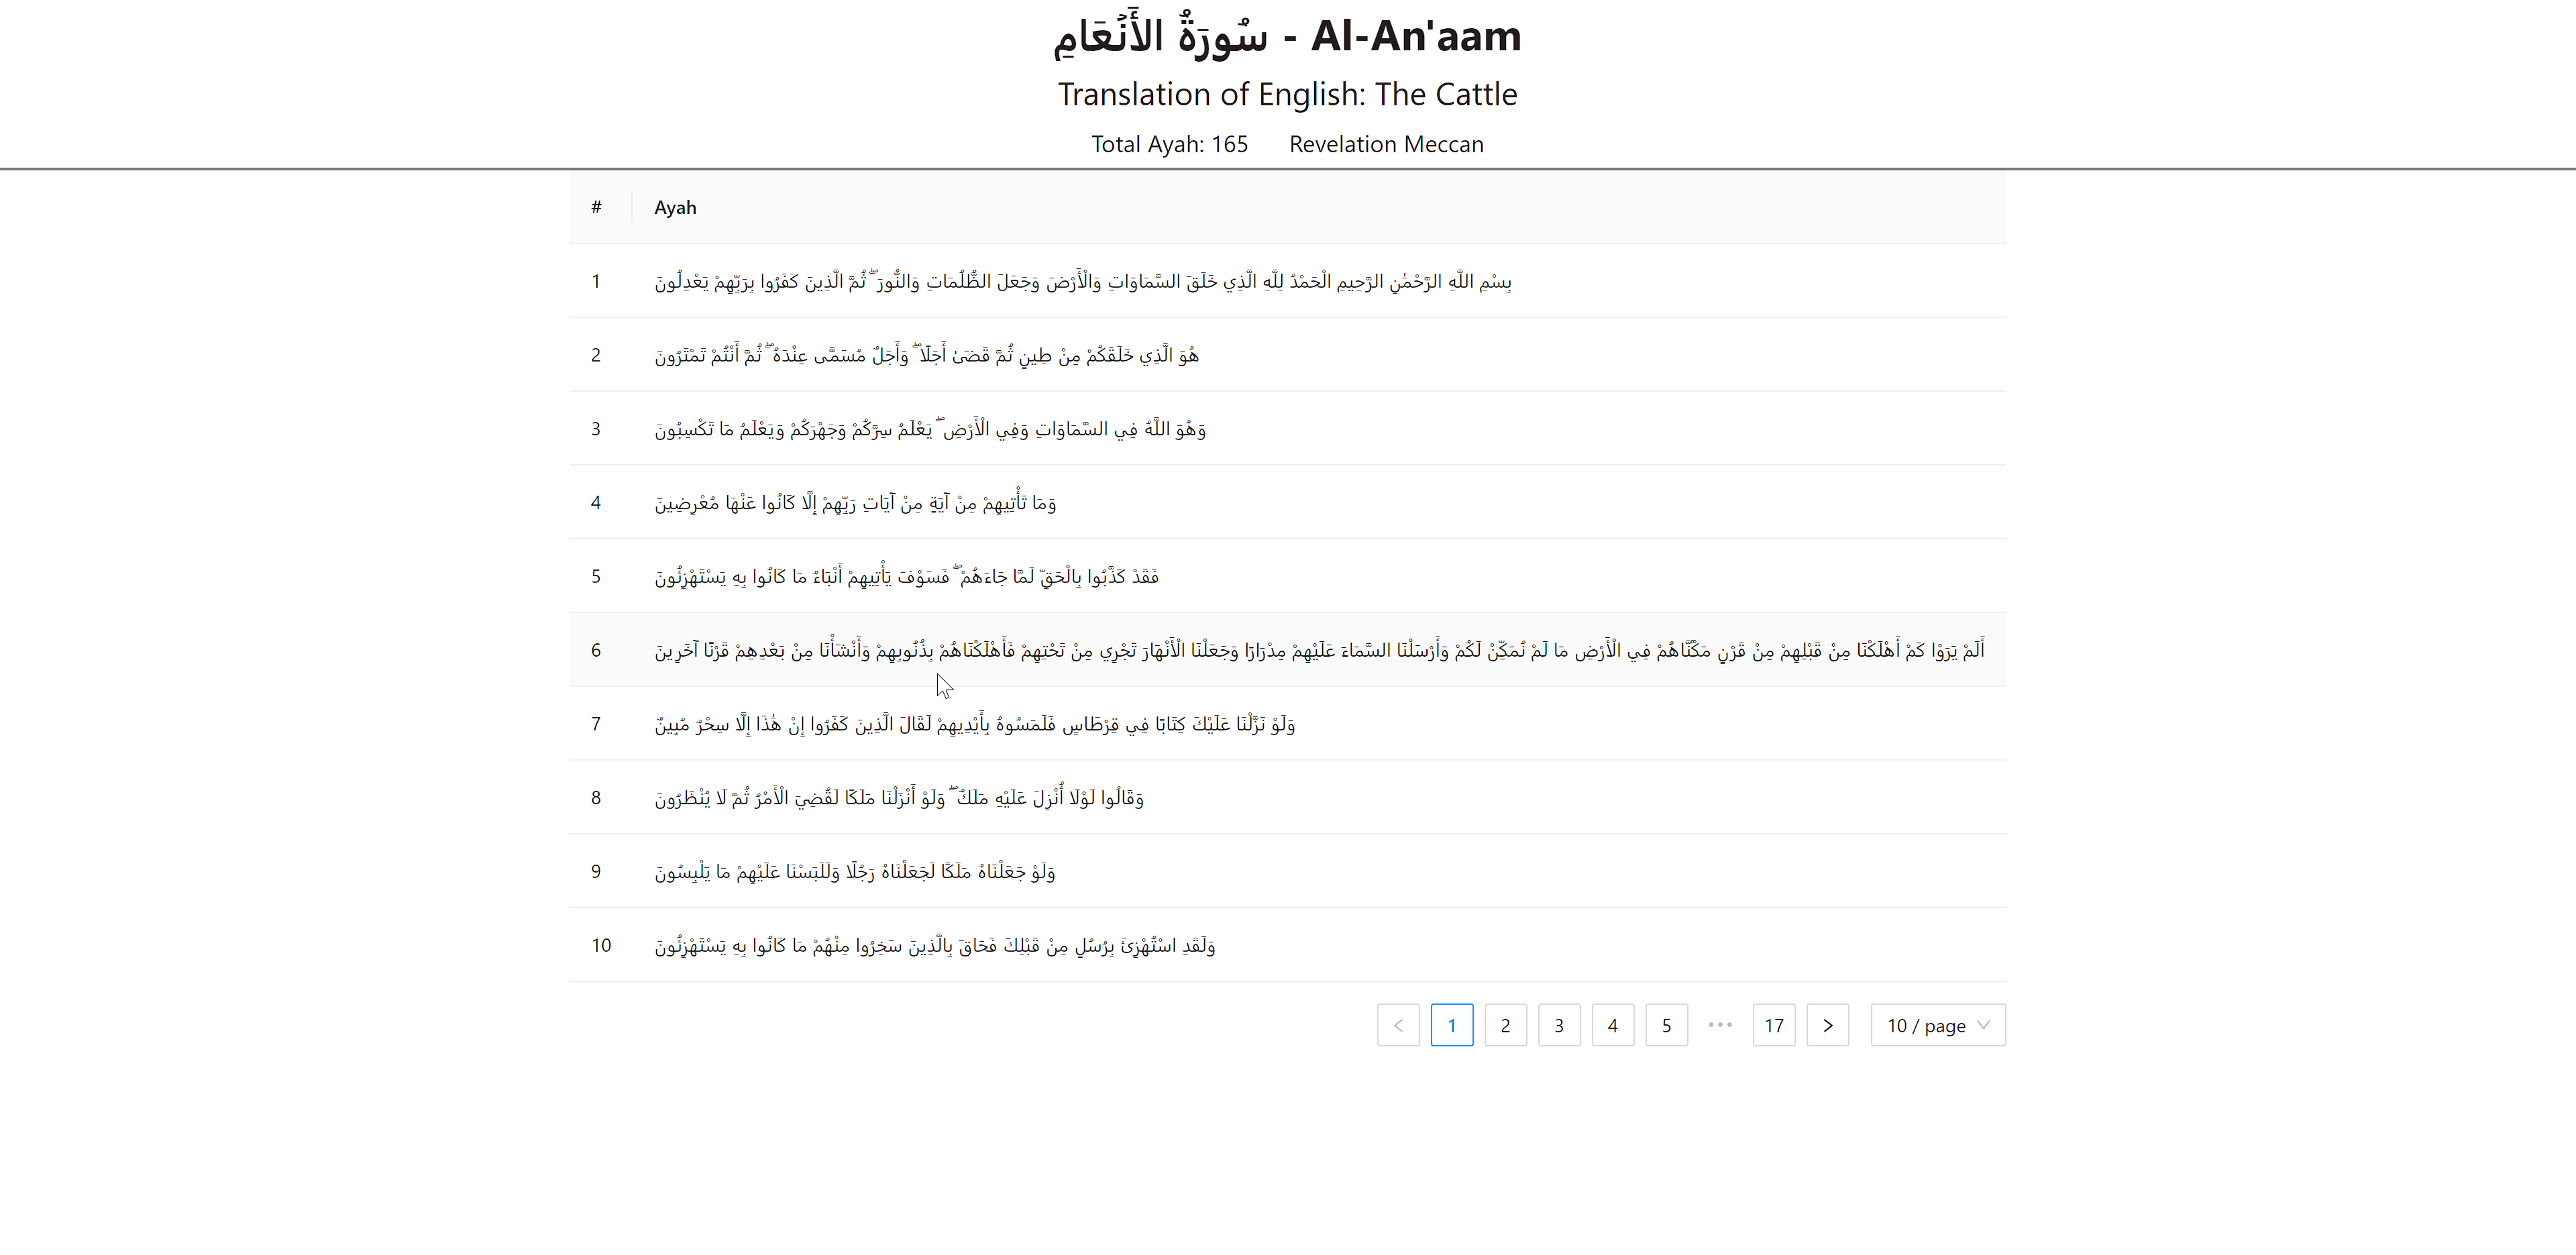 سُورَةُ الأَنۡعَامِ - Al-An'aam
Translation of English: The Cattle
Total Ayah: 165 Revelation Meccan
# Ayah
1 بِسْمِ اللَّهِ الرَّحْمَٰنِ الرَّحِيمِ الْحَمْدُ لِلَّهِ الَّذِي خَلَقَ السَّمَاوَاتِ وَالْأَرْضَ وَجَعَلَ الظُّلُمَاتِ وَالنُّورَ ۖ ثُمَّ الَّذِينَ كَفَرُوا بِرَبِّهِمْ يَعْدِلُونَ
2 هُوَ الَّذِي خَلَقَكُمْ مِنْ طِينٍ ثُمَّ قَضَىٰ أَجَلًا ۖ وَأَجَلٌ مُسَمًّى عِنْدَهُ ۖ ثُمَّ أَنْتُمْ تَمْتَرُونَ
3 وَهُوَ اللَّهُ فِي السَّمَاوَاتِ وَفِي الْأَرْضِ ۖ يَعْلَمُ سِرَّكُمْ وَجَهْرَكُمْ وَيَعْلَمُ مَا تَكْسِبُونَ
4 وَمَا تَأْتِيهِمْ مِنْ آيَةٍ مِنْ آيَاتِ رَبِّهِمْ إِلَّا كَانُوا عَنْهَا مُعْرِضِينَ
5 فَقَدْ كَذَّبُوا بِالْحَقِّ لَمَّا جَاءَهُمْ ۖ فَسَوْفَ يَأْتِيهِمْ أَنْبَاءُ مَا كَانُوا بِهِ يَسْتَهْزِئُونَ
6 أَلَمْ يَرَوْا كَمْ أَهْلَكْنَا مِنْ قَبْلِهِمْ مِنْ قَرْنٍ مَكَّنَّاهُمْ فِي الْأَرْضِ مَا لَمْ نُمَكِّنْ لَكُمْ وَأَرْسَلْنَا السَّمَاءَ عَلَيْهِمْ مِدْرَارًا وَجَعَلْنَا الْأَنْهَارَ تَجْرِي مِنْ تَحْتِهِمْ فَأَهْلَكْنَاهُمْ بِذُنُوبِهِمْ وَأَنْشَأْنَا مِنْ بَعْدِهِمْ قَرْنًا آخَرِينَ
7 وَلَوْ نَزَّلْنَا عَلَيْكَ كِتَابًا فِي قِرْطَاسٍ فَلَمَسُوهُ بِأَيْدِيهِمْ لَقَالَ الَّذِينَ كَفَرُوا إِنْ هَٰذَا إِلَّا سِحْرٌ مُبِينٌ
8 وَقَالُوا لَوْلَا أُنْزِلَ عَلَيْهِ مَلَكٌ ۖ وَلَوْ أَنْزَلْنَا مَلَكًا لَقُضِيَ الْأَمْرُ ثُمَّ لَا يُنْظَرُونَ
9 وَلَوْ جَعَلْنَاهُ مَلَكًا لَجَعَلْنَاهُ رَجُلًا وَلَلَبَسْنَا عَلَيْهِمْ مَا يَلْبِسُونَ
10 وَلَقَدِ اسْتُهْزِئَ بِرُسُلٍ مِنْ قَبْلِكَ فَحَاقَ بِالَّذِينَ سَخِرُوا مِنْهُمْ مَا كَانُوا بِهِ يَسْتَهْزِئُونَ
1 2 3 4 5 ••• 17 10 / page